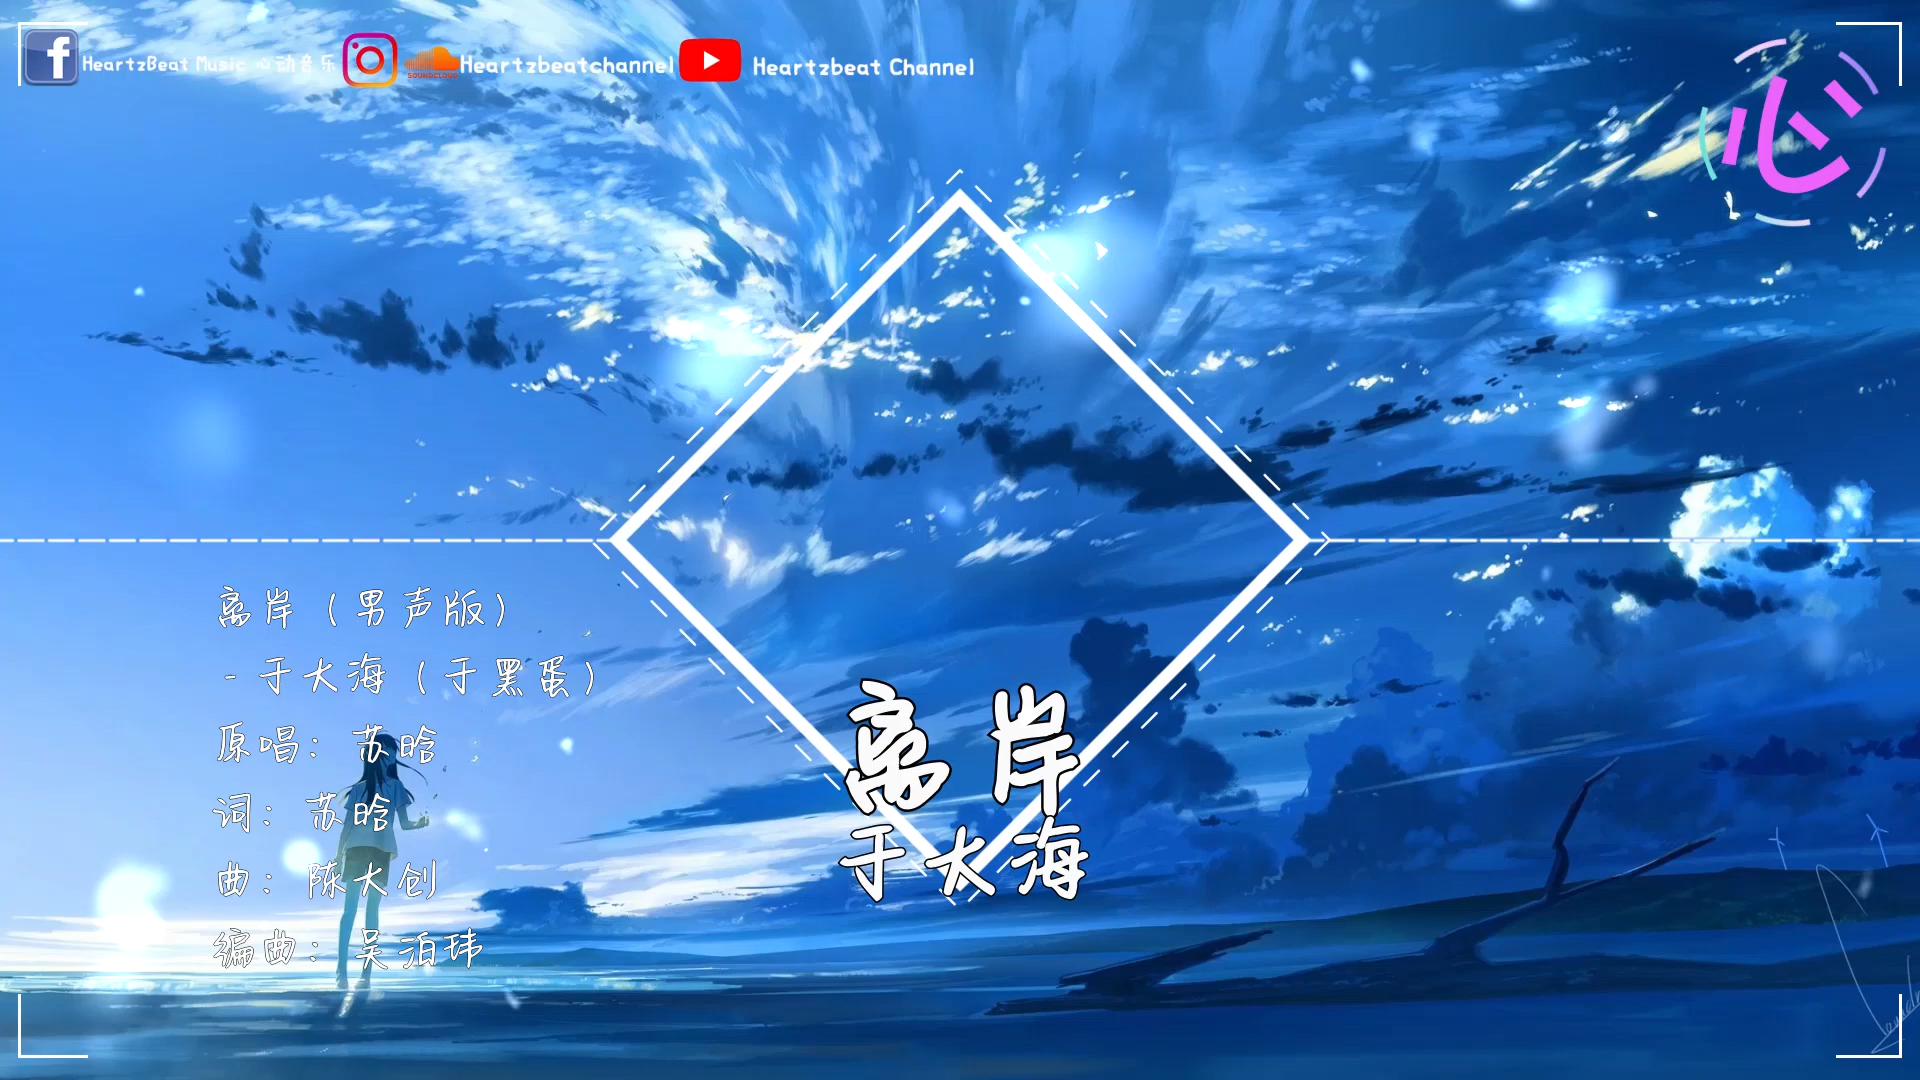 HeartzBeat Music 心动音乐 SOUNDCLOUD Heartzbeatchannel Heartzbeat Channel
心
离岸（男声版）
- 于大海（于黑蛋）
原唱：苏晗
词：苏晗
曲：陈大创
编曲：吴泊玮
离岸
于大海